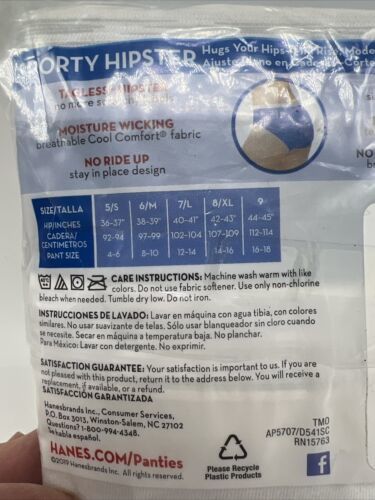 PORTY HIPSTER Hugs Your Hips
TAGLESS HIPSTER
no more
MOISTURE WICKING
breathable Cool Comfort® fabric
NO RIDE UP
stay in place design
NO
SIZE/TALLA 5/S 6/M 7/L 8/XL 9
HIP/INCHES 36-37" 38-39" 40-41" 42-43" 44-45"
CADERA/
CENTIMETROS 92-94 97-99 102-104 107-109 112-114
PANT SIZE 4-6 8-10 12-14 14-16 16-18
CARE INSTRUCTIONS: Machine wash warm with like
colors. Do not use fabric softener. Use only non-chlorine
bleach when needed. Tumble dry low. Do not iron.
INSTRUCCIONES DE LAVADO: Lavar en máquina con agua tibia, con colores
similares. No usar suavizante de telas. Sólo usar blanqueador sin cloro cuando
se necesite. Secar en máquina a temperatura baja. No planchar.
Para México: Lavar con detergente. No exprimir.
SATISFACTION GUARANTEE: Your satisfaction is important to us. If you are
not pleased with this product, return it to the address below. You will receive a
replacement, if available, or a refund.
SATISFACCIÓN GARANTIZADA
Hanesbrands Inc., Consumer Services,
P.O. Box 3013, Winston-Salem, NC 27102
Questions? 1-800-994-4348.
Se habla español.
HANES.COM/Panties
©2019 Hanesbrands Inc. All rights reserved.
Please Recycle
Plastic Products
TMO
AP5707/D541SC
RN15763
f